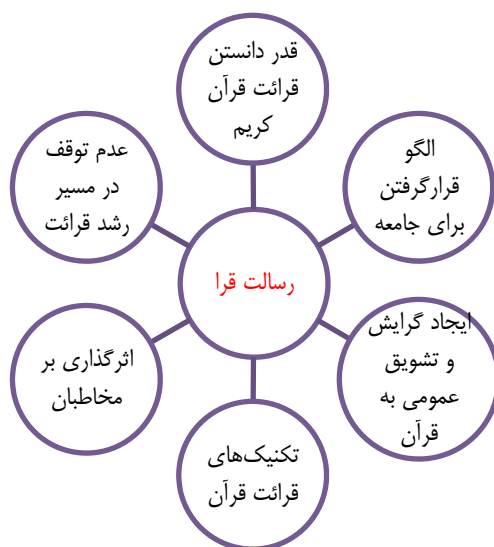 قدر دانستن
قرائت قرآن
کریم
الگو
قرارگرفتن
برای جامعه
ایجاد گرایش
و تشویق
عمومی به
قرآن
تکنیک‌های
قرائت قرآن
اثرگذاری بر
مخاطبان
عدم توقف
در مسیر
رشد قرائت
رسالت قرا